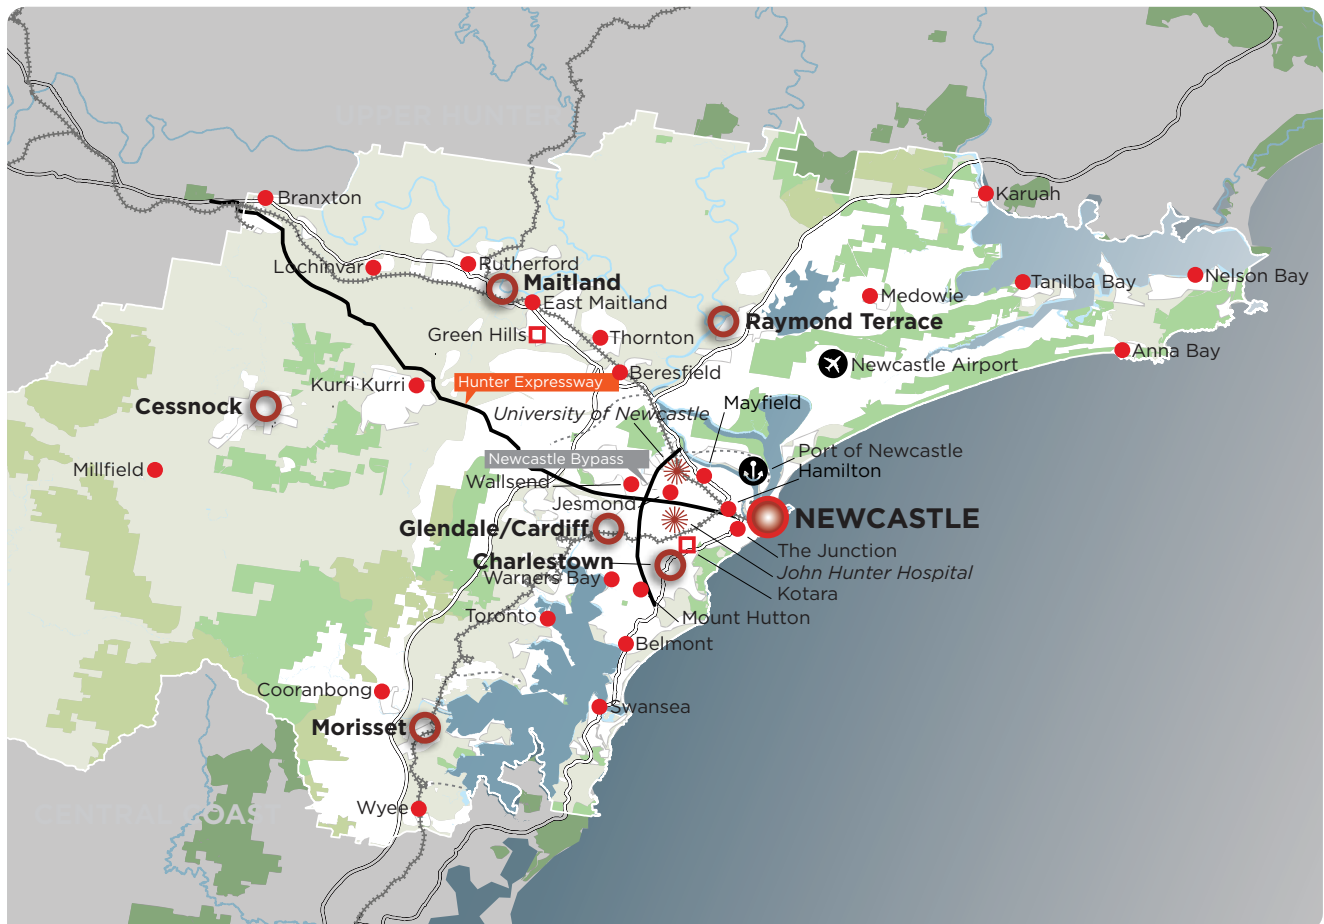 UPPER HUNTER
Branxton
Karuah
Lochinvar
Rutherford
Maitland
Nelson Bay
Tanilba Bay
East Maitland
Medowie
Raymond Terrace
Green Hills
Thornton
Anna Bay
Newcastle Airport
Beresfield
Kurri Kurri
Hunter Expressway
Cessnock
University of Newcastle
Mayfield
Port of Newcastle
Newcastle Bypass
Millfield
Hamilton
Wallsend
Jesmond
NEWCASTLE
Glendale/Cardiff
The Junction
Charlestown
John Hunter Hospital
Warners Bay
Kotara
Toronto
Mount Hutton
Belmont
Cooranbong
Swansea
Morisset
Wyee
CENTRAL COAST